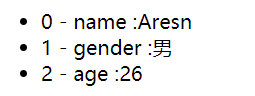 • 0 - name :Aresn
• 1 - gender :男
• 2 - age :26